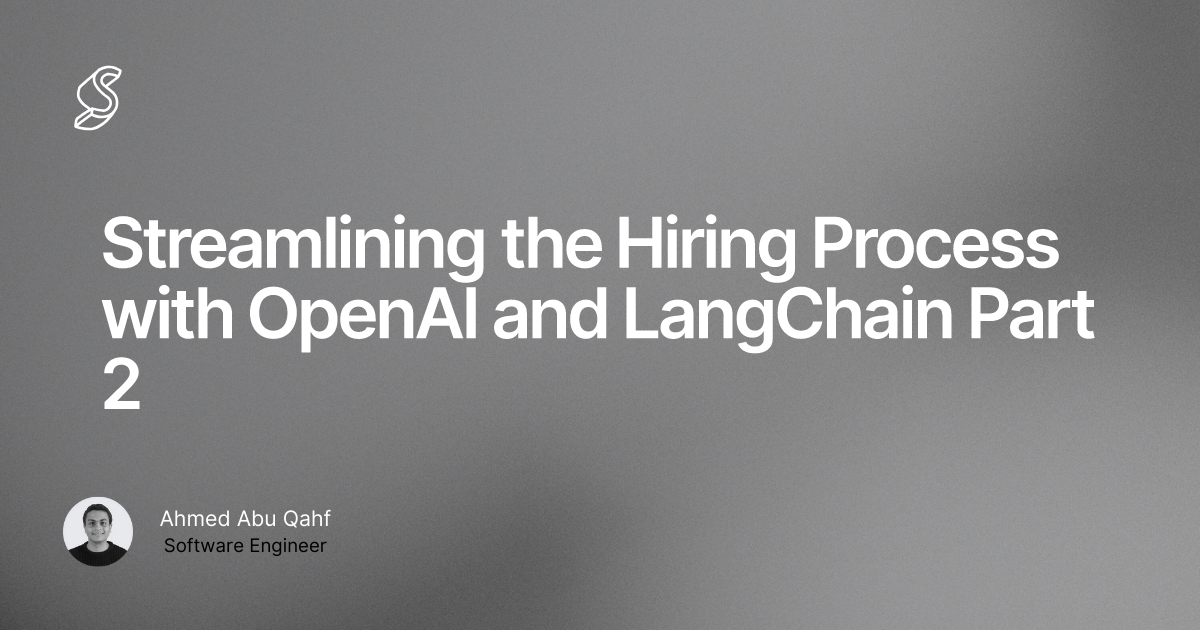 Streamlining the Hiring Process
with OpenAI and LangChain Part
2
Ahmed Abu Qahf
Software Engineer